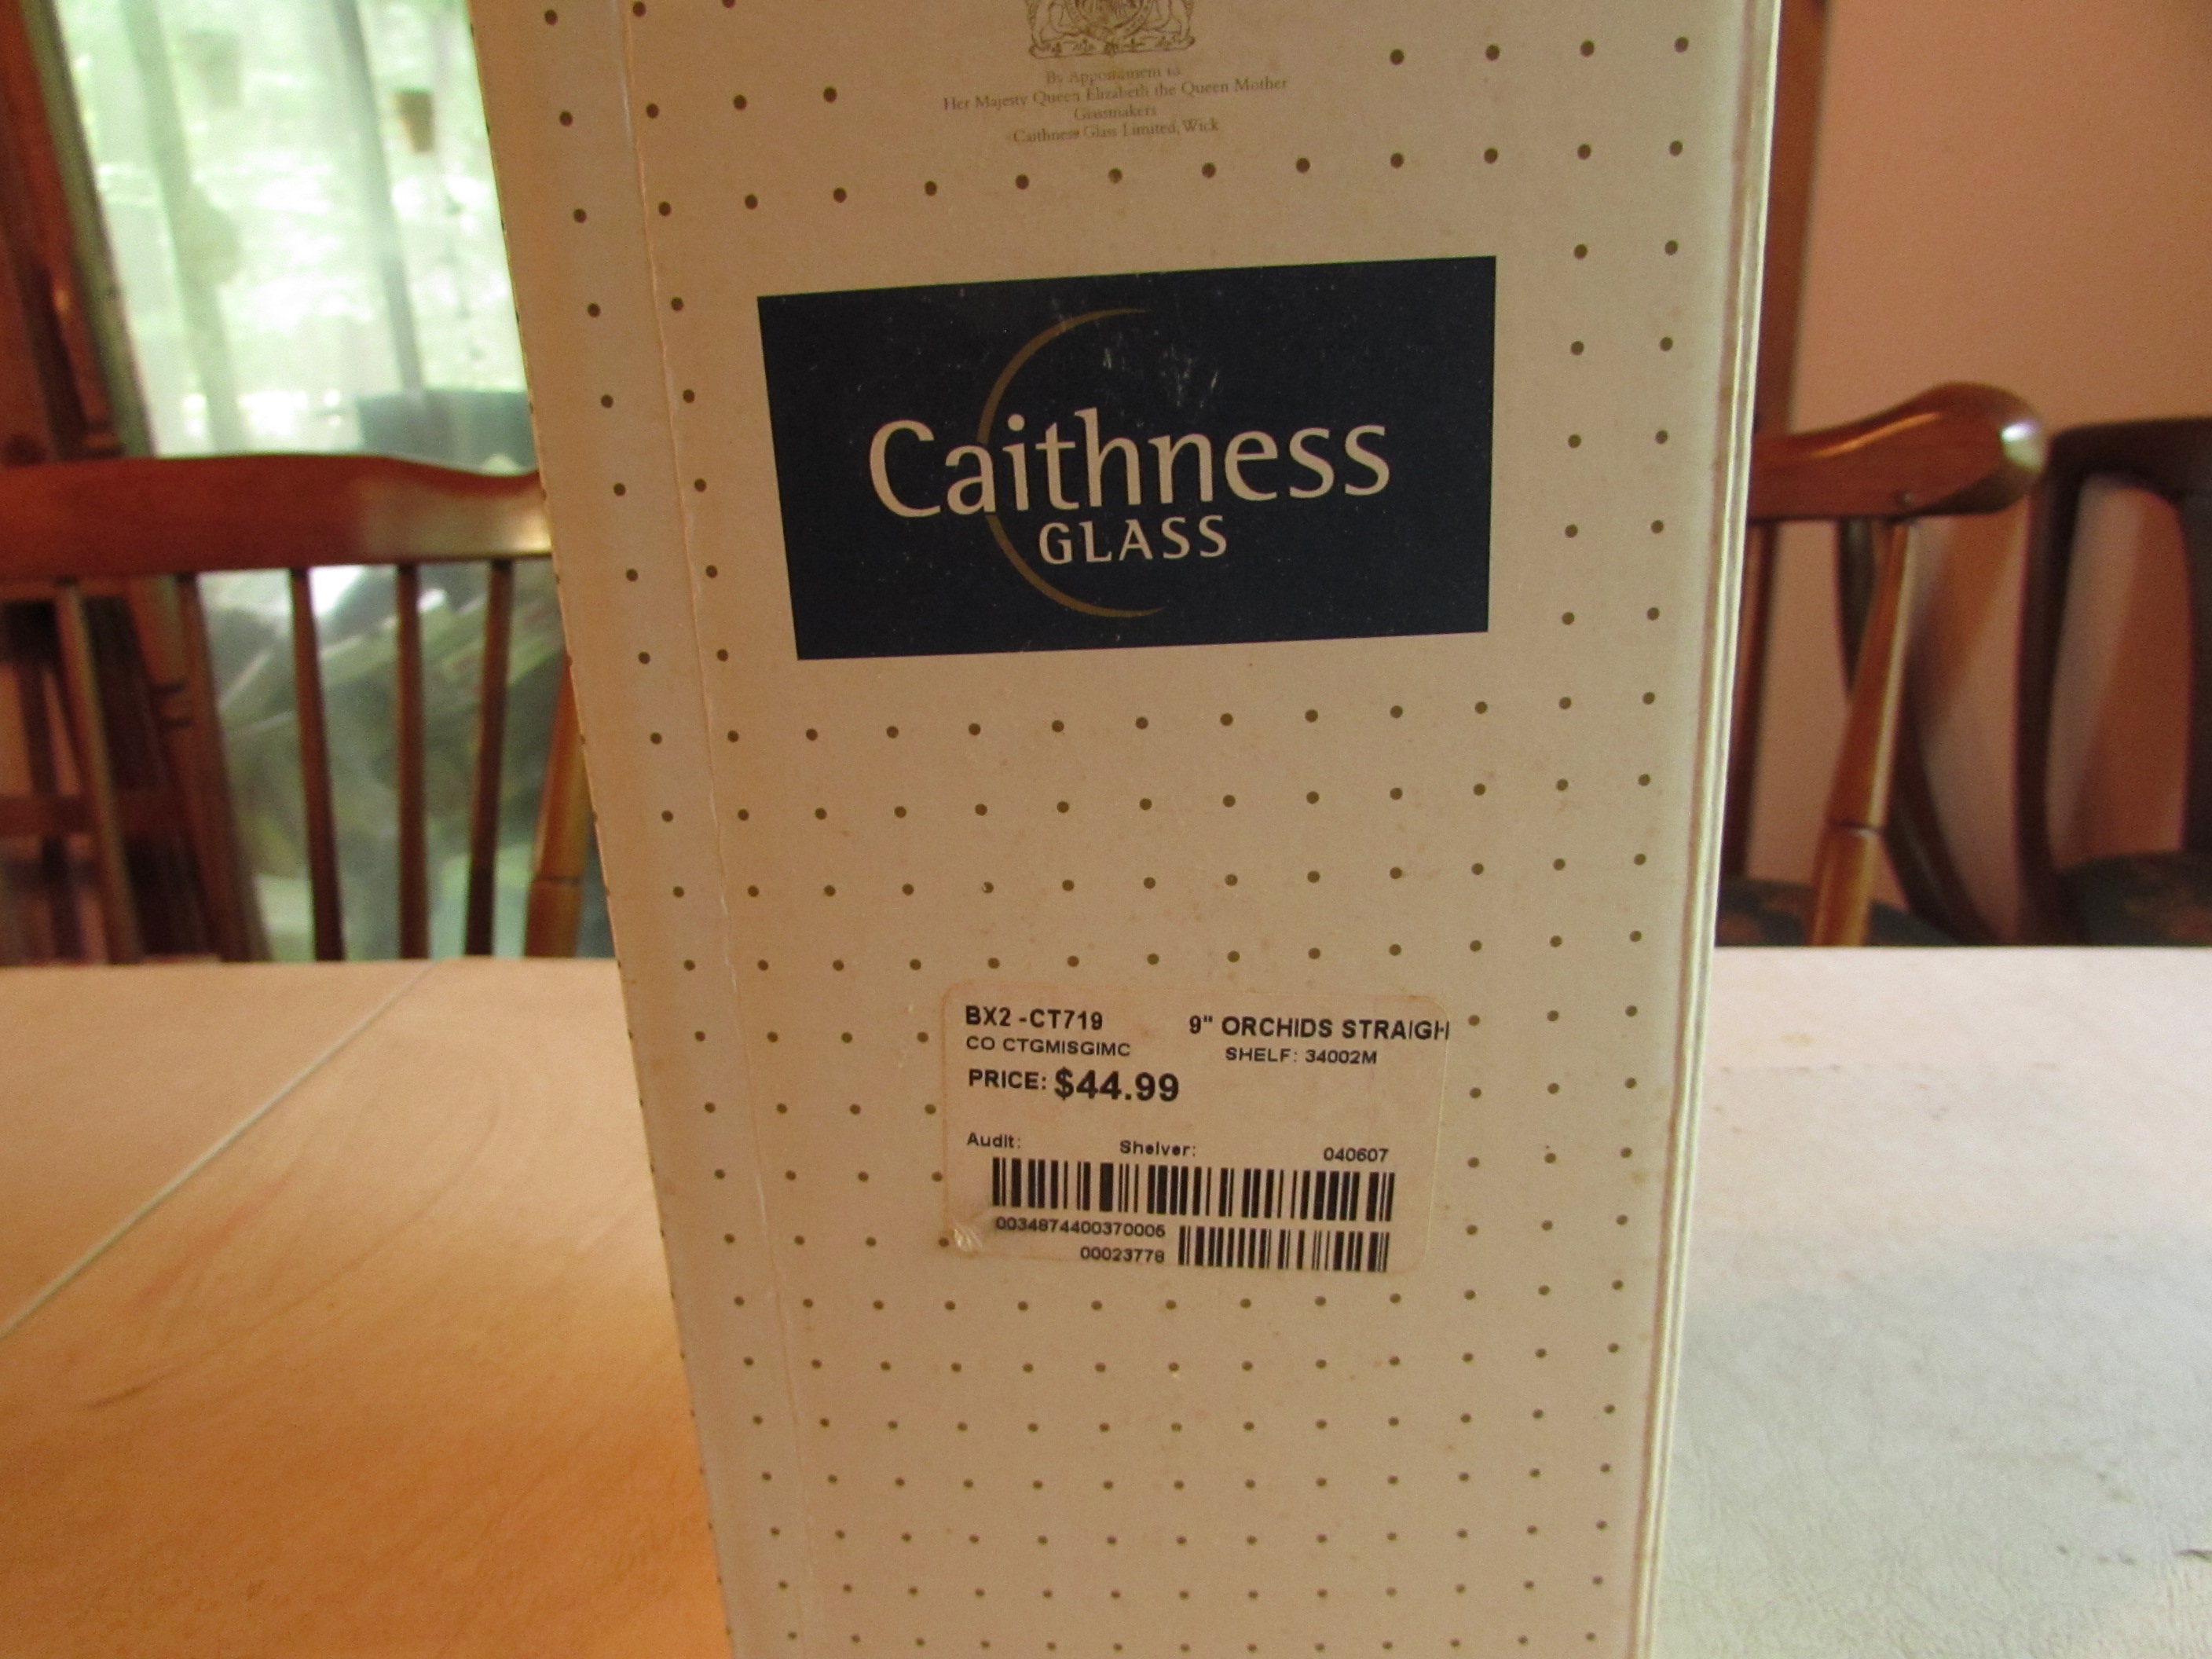 By Appointment to
Her Majesty Queen Elizabeth the Queen Mother
Glassmakers
Caithness Glass Limited, Wick
Caithness
GLASS
BX2 -CT719 9" ORCHIDS STRAIGH
CO CTGMISGIMC SHELF: 34002M
PRICE: $44.99
Audit: Shelver: 040607
0034874400370005
00023778